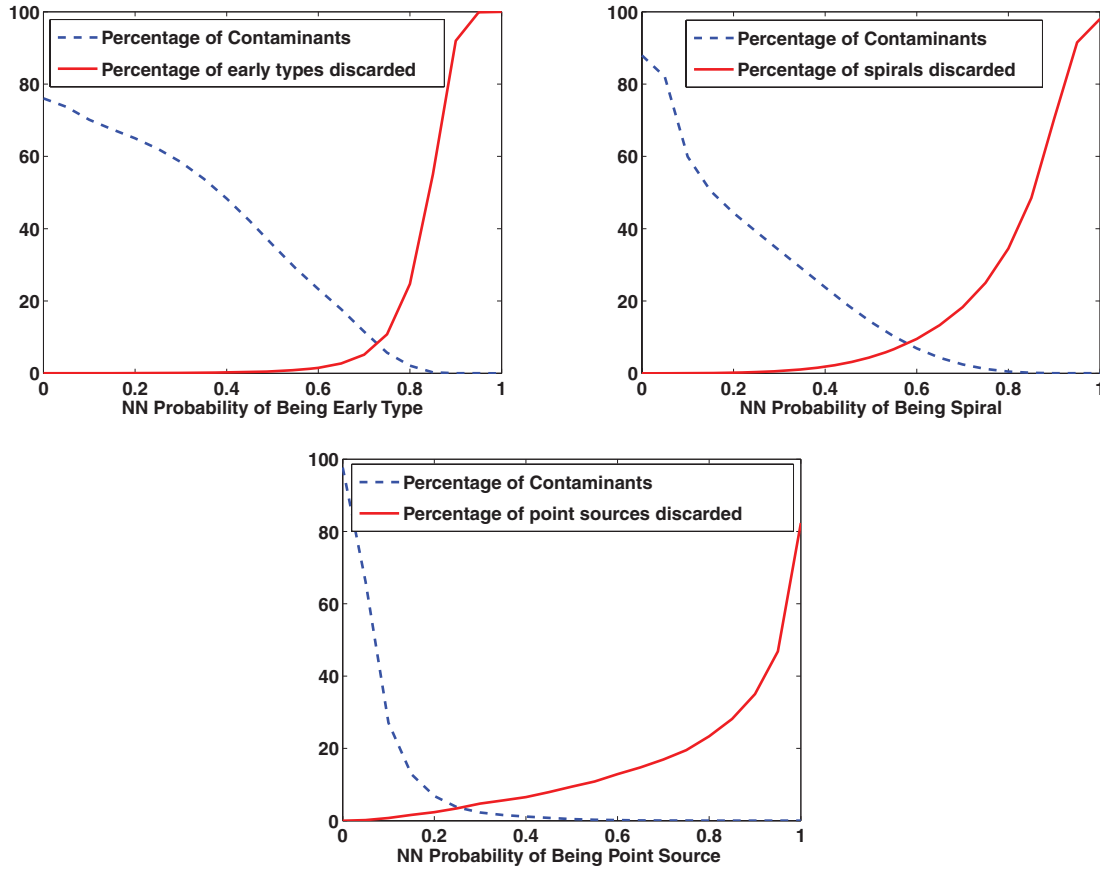 100
80
60
40
20
0
Percentage of Contaminants
Percentage of early types discarded
0 0.2 0.4 0.6 0.8 1
NN Probability of Being Early Type
100
80
60
40
20
0
Percentage of Contaminants
Percentage of spirals discarded
0 0.2 0.4 0.6 0.8 1
NN Probability of Being Spiral
100
80
60
40
20
0
Percentage of Contaminants
Percentage of point sources discarded
0 0.2 0.4 0.6 0.8 1
NN Probability of Being Point Source